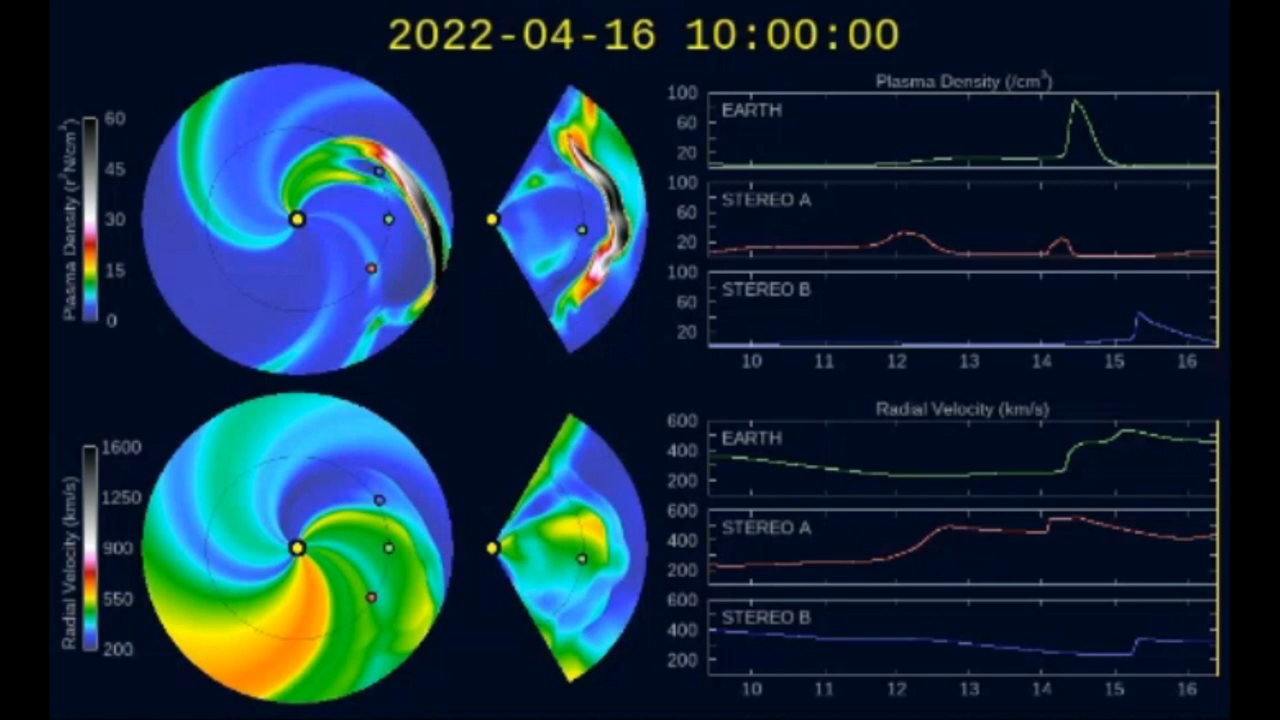 2022-04-16 10:00:00
Plasma Density (r²N/cm³)
60
45
30
15
0
Plasma Density (/cm³)
100
60
20
EARTH
100
60
20
STEREO A
100
60
20
STEREO B
10 11 12 13 14 15 16
Radial Velocity (km/s)
1600
1250
900
550
200
Radial Velocity (km/s)
600
400
200
EARTH
600
400
200
STEREO A
600
400
200
STEREO B
10 11 12 13 14 15 16